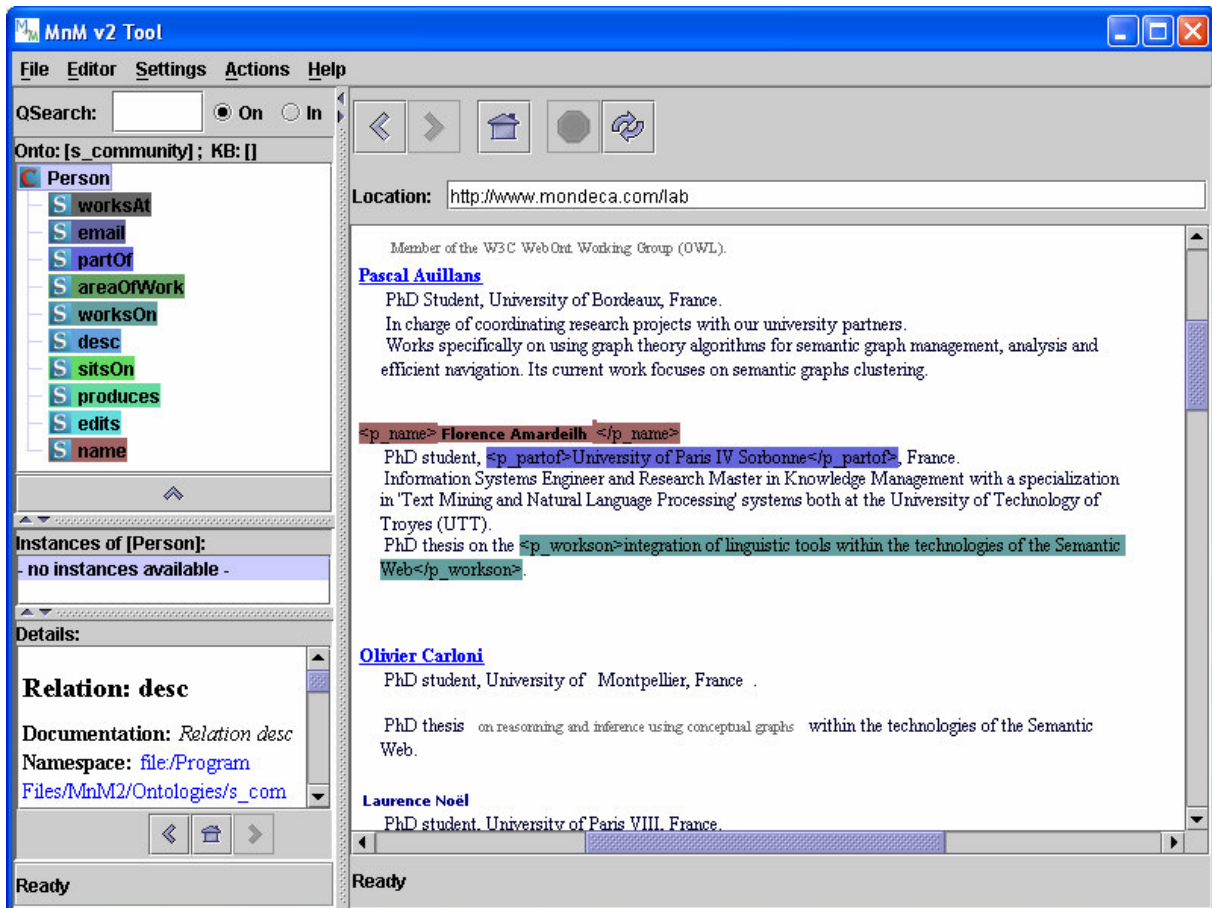 MnM v2 Tool
File Editor Settings Actions Help
QSearch: On In
Onto: [s_community] ; KB: []
C Person
S worksAt
S email
S partOf
S areaOfWork
S worksOn
S desc
S sitsOn
S produces
S edits
S name
Instances of [Person]:
- no instances available -
Details:
Relation: desc
Documentation: Relation desc
Namespace: file:/Program
Files/MnM2/Ontologies/s_com
Ready
Location: http://www.mondeca.com/lab
Member of the W3C WebOnt Working Group (OWL).
Pascal Auillans
PhD Student, University of Bordeaux, France.
In charge of coordinating research projects with our university partners.
Works specifically on using graph theory algorithms for semantic graph management, analysis and
efficient navigation. Its current work focuses on semantic graphs clustering.
<p_name> Florence Amardeilh </p_name>
PhD student, <p_partof>University of Paris IV Sorbonne</p_partof>, France.
Information Systems Engineer and Research Master in Knowledge Management with a specialization
in 'Text Mining and Natural Language Processing' systems both at the University of Technology of
Troyes (UTT).
PhD thesis on the <p_workson>integration of linguistic tools within the technologies of the Semantic
Web</p_workson>.
Olivier Carloni
PhD student, University of Montpellier, France .
PhD thesis on reasonning and inference using conceptual graphs within the technologies of the Semantic
Web.
Laurence Noël
PhD student, University of Paris VIII, France.
Ready